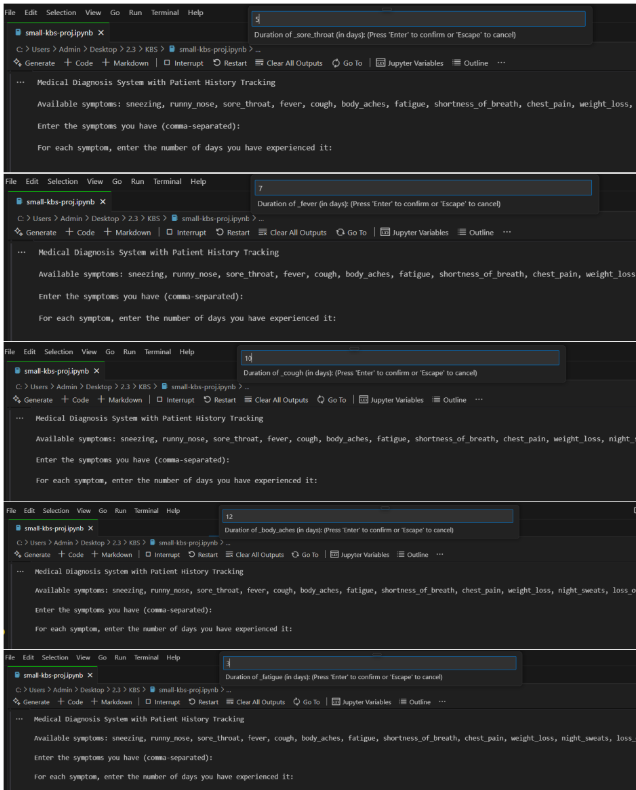 File Edit Selection View Go Run Terminal Help
5
Duration of _sore_throat (in days): (Press 'Enter' to confirm or 'Escape' to cancel)
small-kbs-proj.ipynb ×
C: > Users > Admin > Desktop > 2.3 > KBS > small-kbs-proj.ipynb > ...
Generate + Code + Markdown Interrupt Restart Clear All Outputs Go To Jupyter Variables Outline ...
... Medical Diagnosis System with Patient History Tracking
Available symptoms: sneezing, runny_nose, sore_throat, fever, cough, body_aches, fatigue, shortness_of_breath, chest_pain, weight_loss,
Enter the symptoms you have (comma-separated):
For each symptom, enter the number of days you have experienced it:
File Edit Selection View Go Run Terminal Help
7
Duration of _fever (in days): (Press 'Enter' to confirm or 'Escape' to cancel)
small-kbs-proj.ipynb ×
C: > Users > Admin > Desktop > 2.3 > KBS > small-kbs-proj.ipynb > ...
Generate + Code + Markdown Interrupt Restart Clear All Outputs Go To Jupyter Variables Outline ...
... Medical Diagnosis System with Patient History Tracking
Available symptoms: sneezing, runny_nose, sore_throat, fever, cough, body_aches, fatigue, shortness_of_breath, chest_pain, weight_loss
Enter the symptoms you have (comma-separated):
For each symptom, enter the number of days you have experienced it:
File Edit Selection View Go Run Terminal Help
10
Duration of _cough (in days): (Press 'Enter' to confirm or 'Escape' to cancel)
small-kbs-proj.ipynb ×
C: > Users > Admin > Desktop > 2.3 > KBS > small-kbs-proj.ipynb > ...
Generate + Code + Markdown Interrupt Restart Clear All Outputs Go To Jupyter Variables Outline ...
... Medical Diagnosis System with Patient History Tracking
Available symptoms: sneezing, runny_nose, sore_throat, fever, cough, body_aches, fatigue, shortness_of_breath, chest_pain, weight_loss, night_s
Enter the symptoms you have (comma-separated):
For each symptom, enter the number of days you have experienced it:
File Edit Selection View Go Run Terminal Help
12
Duration of _body_aches (in days): (Press 'Enter' to confirm or 'Escape' to cancel)
small-kbs-proj.ipynb ×
C: > Users > Admin > Desktop > 2.3 > KBS > small-kbs-proj.ipynb > ...
Generate + Code + Markdown Interrupt Restart Clear All Outputs Go To Jupyter Variables Outline ...
... Medical Diagnosis System with Patient History Tracking
Available symptoms: sneezing, runny_nose, sore_throat, fever, cough, body_aches, fatigue, shortness_of_breath, chest_pain, weight_loss, night_sweats, loss_o
Enter the symptoms you have (comma-separated):
For each symptom, enter the number of days you have experienced it:
File Edit Selection View Go Run Terminal Help
3
Duration of _fatigue (in days): (Press 'Enter' to confirm or 'Escape' to cancel)
small-kbs-proj.ipynb ×
C: > Users > Admin > Desktop > 2.3 > KBS > small-kbs-proj.ipynb > ...
Generate + Code + Markdown Interrupt Restart Clear All Outputs Go To Jupyter Variables Outline ...
... Medical Diagnosis System with Patient History Tracking
Available symptoms: sneezing, runny_nose, sore_throat, fever, cough, body_aches, fatigue, shortness_of_breath, chest_pain, weight_loss, night_sweats, loss_
Enter the symptoms you have (comma-separated):
For each symptom, enter the number of days you have experienced it: